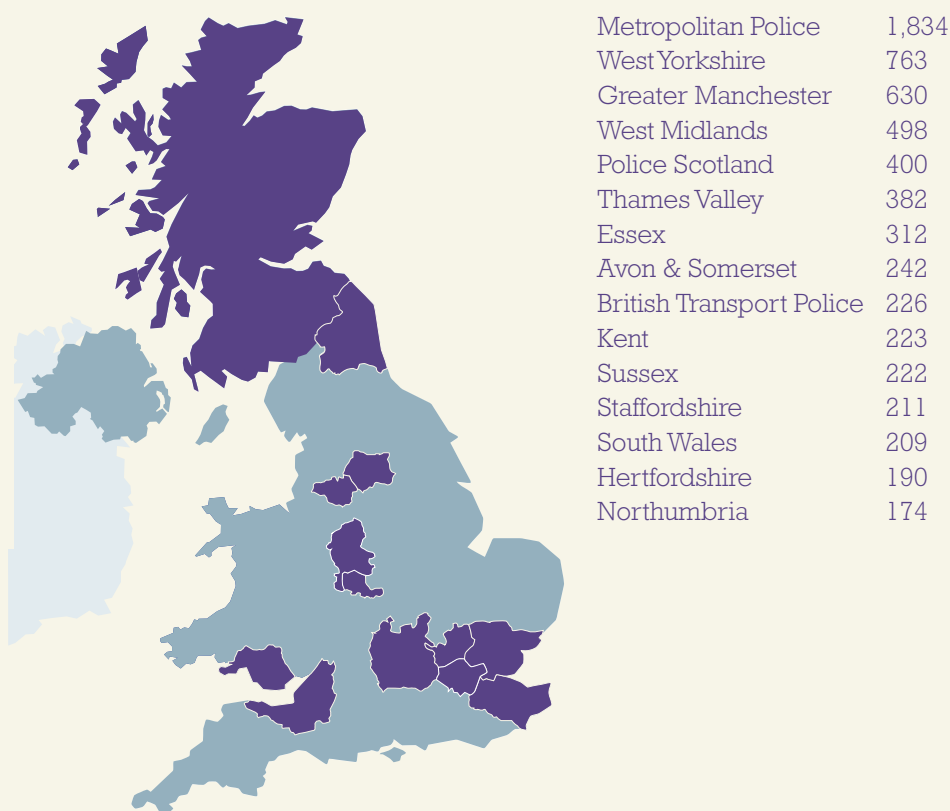 Metropolitan Police 1,834
West Yorkshire 763
Greater Manchester 630
West Midlands 498
Police Scotland 400
Thames Valley 382
Essex 312
Avon & Somerset 242
British Transport Police 226
Kent 223
Sussex 222
Staffordshire 211
South Wales 209
Hertfordshire 190
Northumbria 174